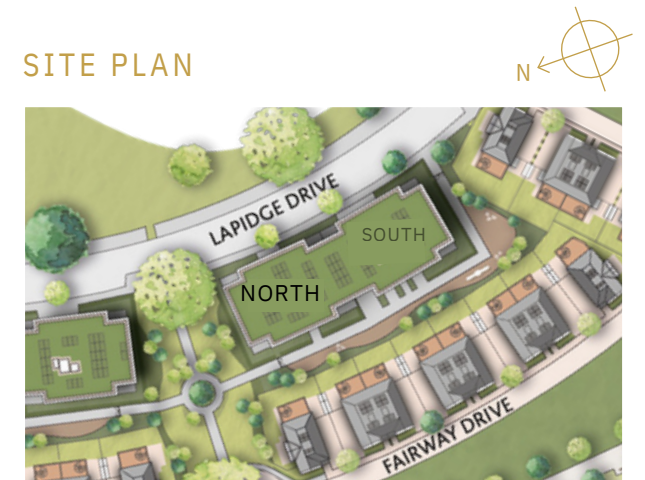 SITE PLAN
N
LAPIDGE DRIVE
SOUTH
NORTH
FAIRWAY DRIVE